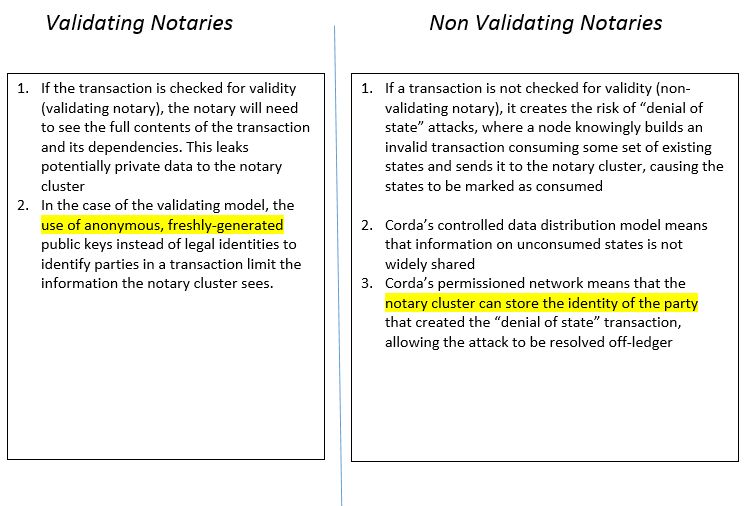 Validating Notaries
1. If the transaction is checked for validity
(validating notary), the notary will need
to see the full contents of the transaction
and its dependencies. This leaks
potentially private data to the notary
cluster
2. In the case of the validating model, the
use of anonymous, freshly-generated
public keys instead of legal identities to
identify parties in a transaction limit the
information the notary cluster sees.
Non Validating Notaries
1. If a transaction is not checked for validity (non-
validating notary), it creates the risk of “denial of
state” attacks, where a node knowingly builds an
invalid transaction consuming some set of existing
states and sends it to the notary cluster, causing the
states to be marked as consumed
2. Corda’s controlled data distribution model means
that information on unconsumed states is not
widely shared
3. Corda’s permissioned network means that the
notary cluster can store the identity of the party
that created the “denial of state” transaction,
allowing the attack to be resolved off-ledger